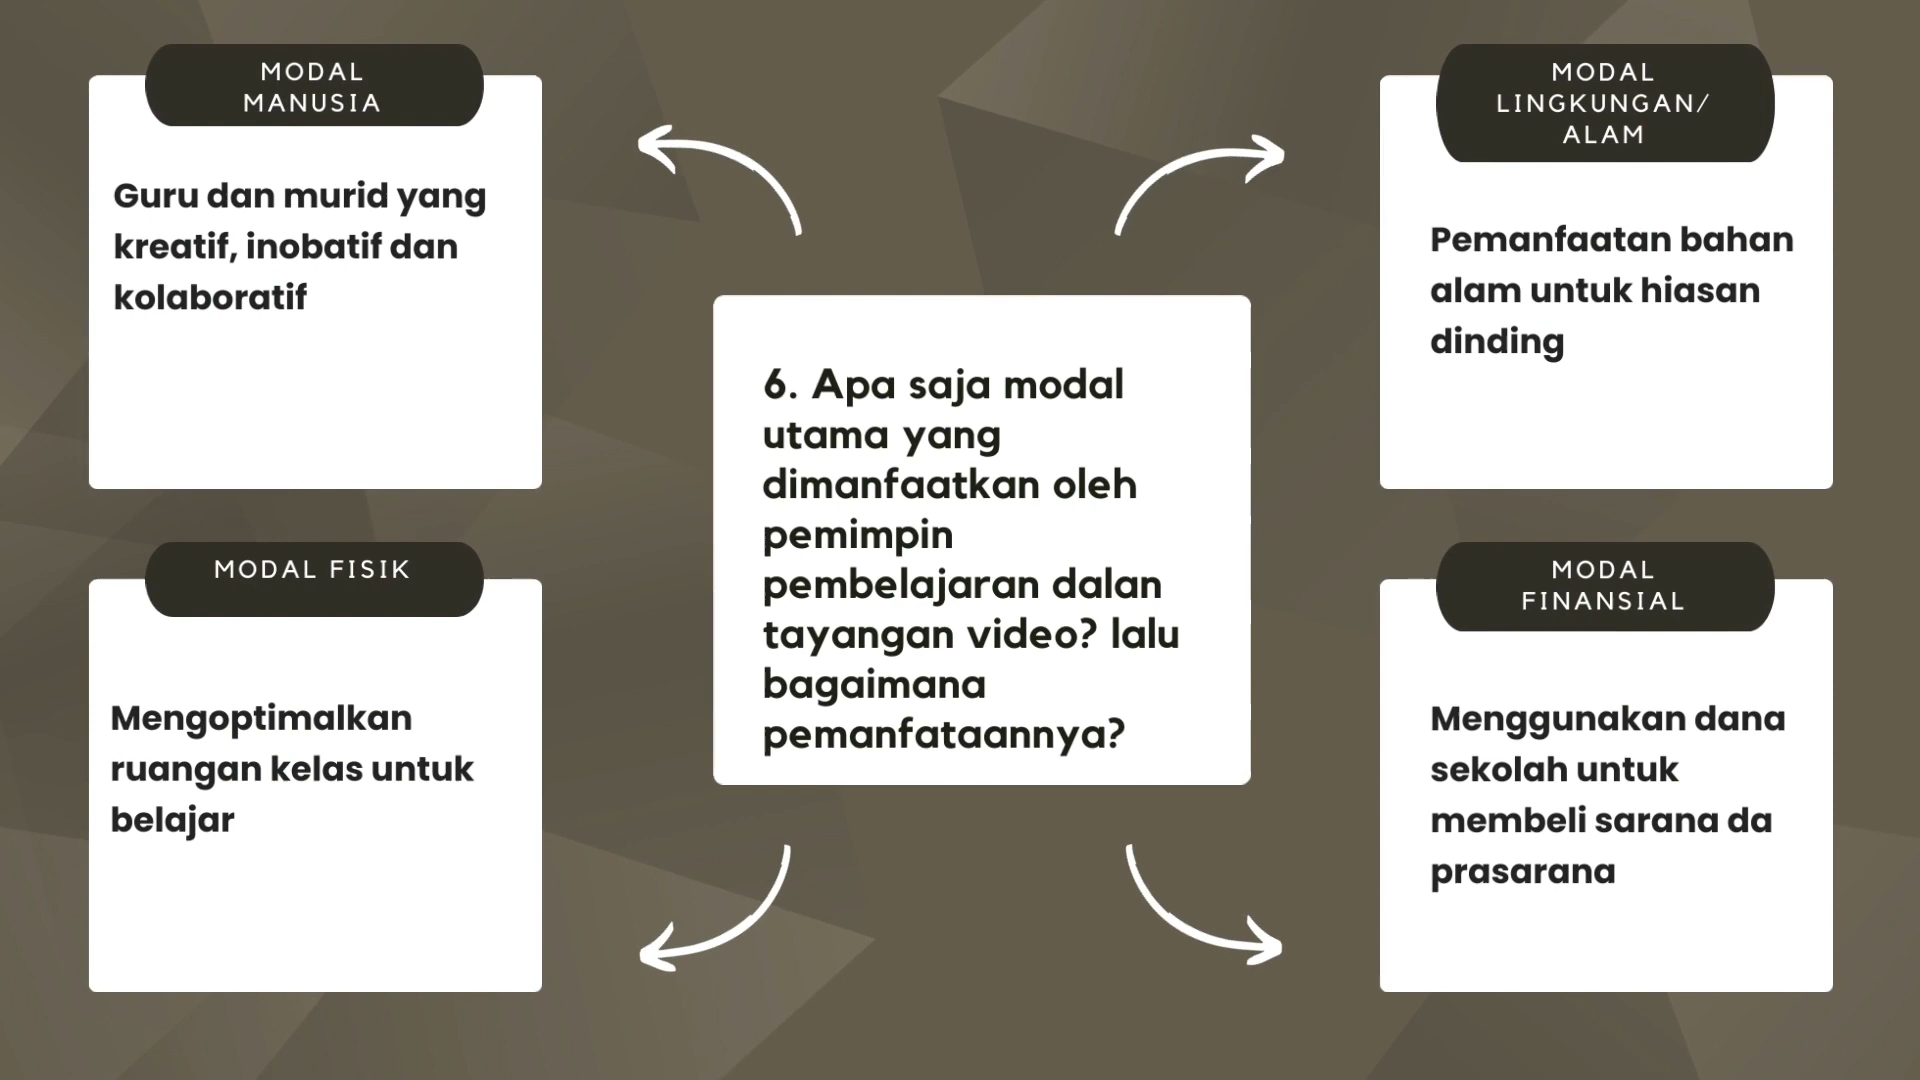 MODAL
MANUSIA
Guru dan murid yang
kreatif, inobatif dan
kolaboratif
MODAL
LINGKUNGAN/
ALAM
Pemanfaatan bahan
alam untuk hiasan
dinding
6. Apa saja modal
utama yang
dimanfaatkan oleh
pemimpin
pembelajaran dalan
tayangan video? lalu
bagaimana
pemanfataannya?
MODAL FISIK
Mengoptimalkan
ruangan kelas untuk
belajar
MODAL
FINANSIAL
Menggunakan dana
sekolah untuk
membeli sarana da
prasarana